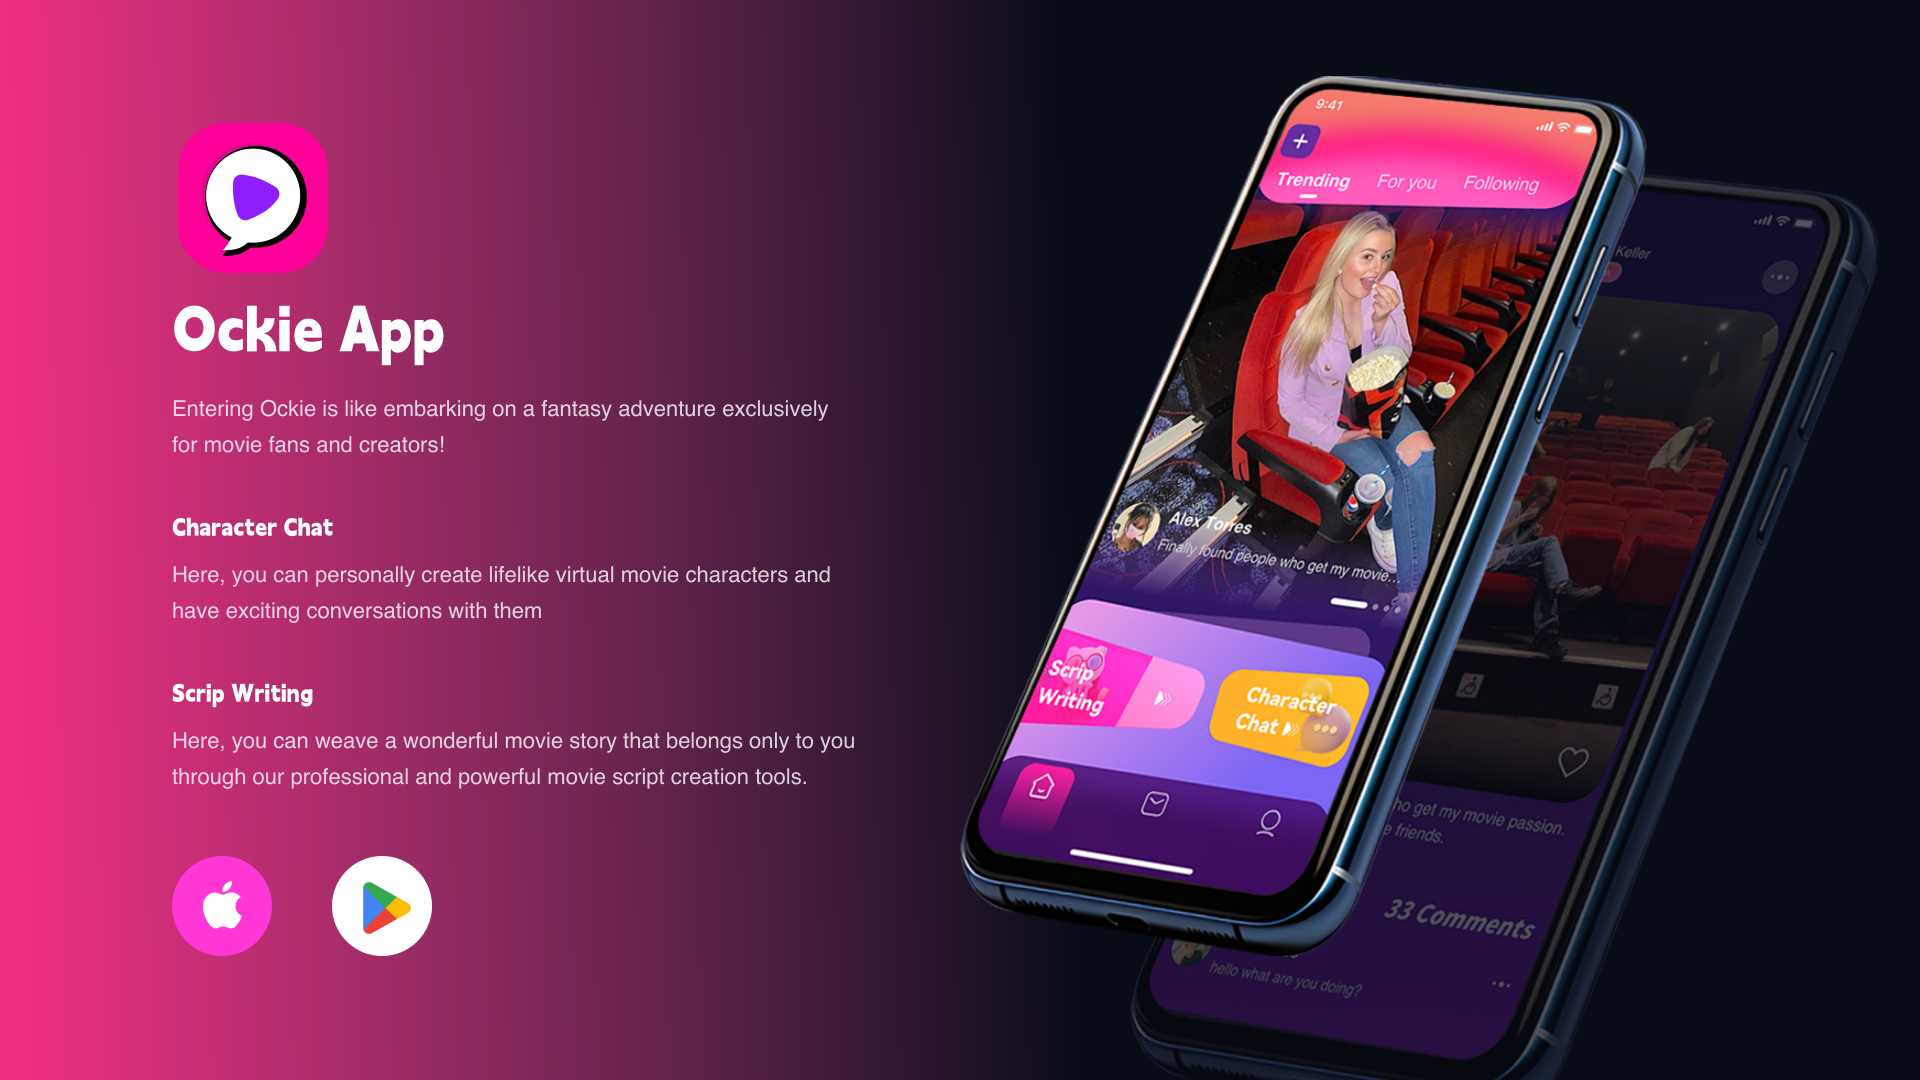 Ockie App
Entering Ockie is like embarking on a fantasy adventure exclusively
for movie fans and creators!
Character Chat
Here, you can personally create lifelike virtual movie characters and
have exciting conversations with them
Scrip Writing
Here, you can weave a wonderful movie story that belongs only to you
through our professional and powerful movie script creation tools.
9:41
Trending
For you
Following
Alex Torres
Finally found people who get my movie...
Scrip
Writing
Character
Chat
Keller
ho get my movie passion.
e friends.
33 Comments
hello what are you doing?